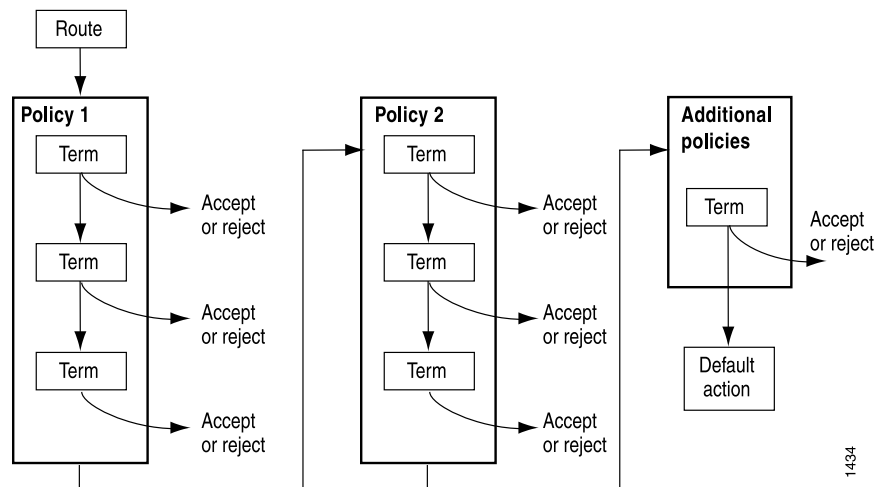 Route
Policy 1
Term
Accept
or reject
Term
Accept
or reject
Term
Accept
or reject
Policy 2
Term
Accept
or reject
Term
Accept
or reject
Term
Accept
or reject
Additional
policies
Term
Accept
or reject
Default
action
1434